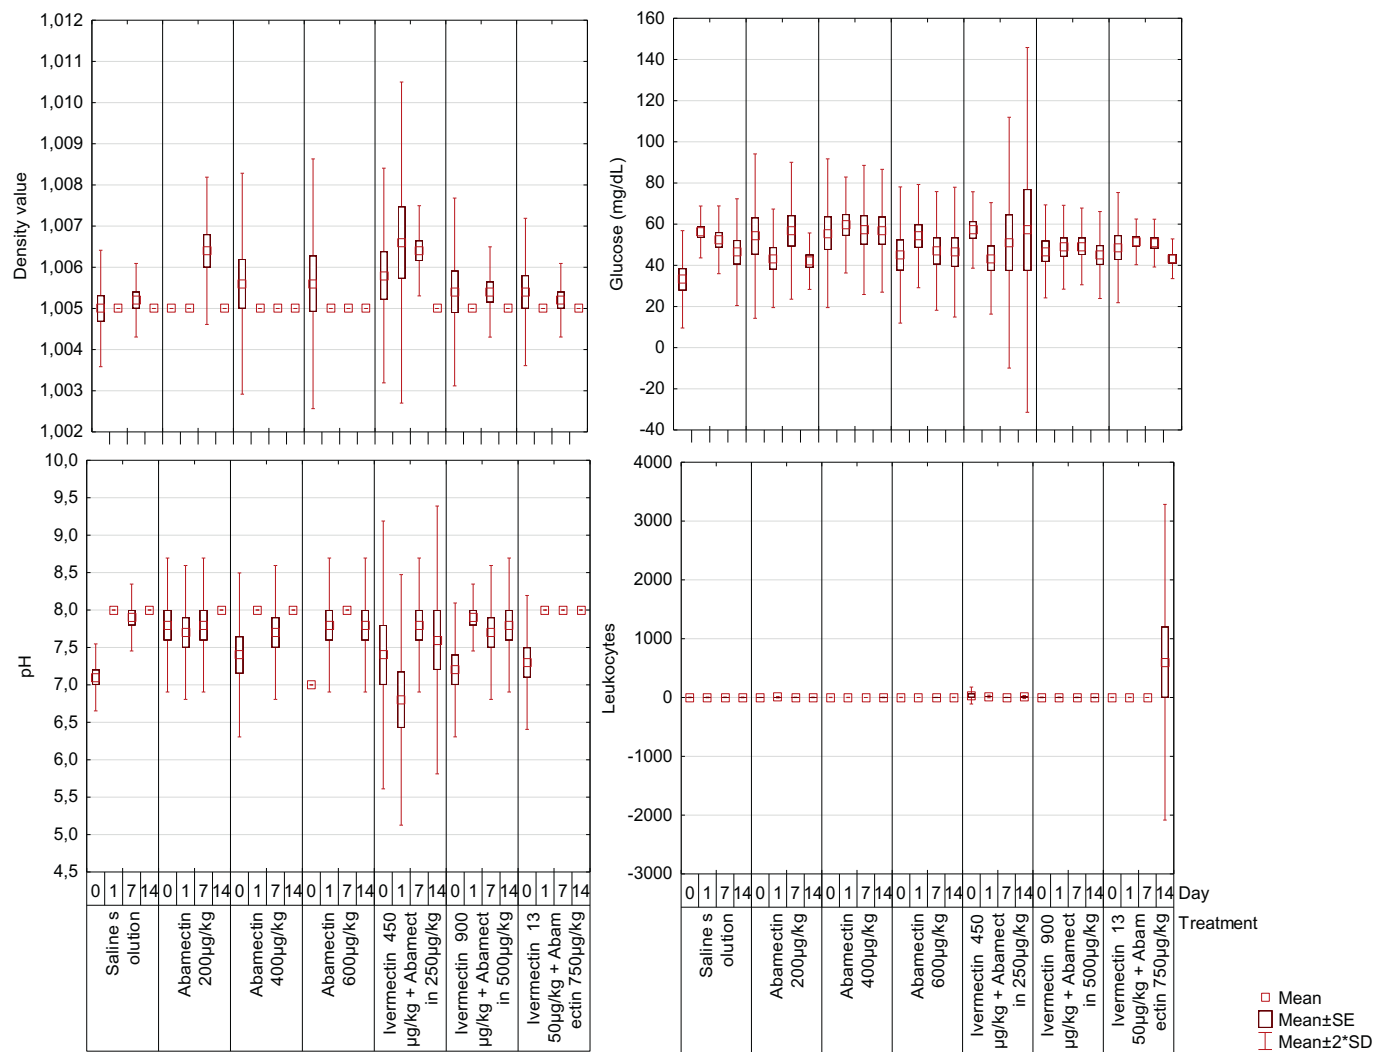 1,012
1,011
1,010
1,009
1,008
1,007
1,006
1,005
1,004
1,003
1,002
Density value
160
140
120
100
80
60
40
20
0
-20
-40
Glucose (mg/dL)
10,0
9,5
9,0
8,5
8,0
7,5
7,0
6,5
6,0
5,5
5,0
4,5
pH
4000
3000
2000
1000
0
-1000
-2000
-3000
Leukocytes
0 1 7 14 0 1 7 14 0 1 7 14 0 1 7 14 0 1 7 14 0 1 7 14 0 1 7 14
Saline s
olution
Abamectin
200µg/kg
Abamectin
400µg/kg
Abamectin
600µg/kg
Ivermectin 450
µg/kg + Abamect
in 250µg/kg
Ivermectin 900
µg/kg + Abamect
in 500µg/kg
Ivermectin 13
50µg/kg + Abam
ectin 750µg/kg
0 1 7 14 0 1 7 14 0 1 7 14 0 1 7 14 0 1 7 14 0 1 7 14 0 1 7 14 Day
Saline s
olution
Abamectin
200µg/kg
Abamectin
400µg/kg
Abamectin
600µg/kg
Ivermectin 450
µg/kg + Abamect
in 250µg/kg
Ivermectin 900
µg/kg + Abamect
in 500µg/kg
Ivermectin 13
50µg/kg + Abam
ectin 750µg/kg
Treatment
Mean
Mean±SE
Mean±2*SD